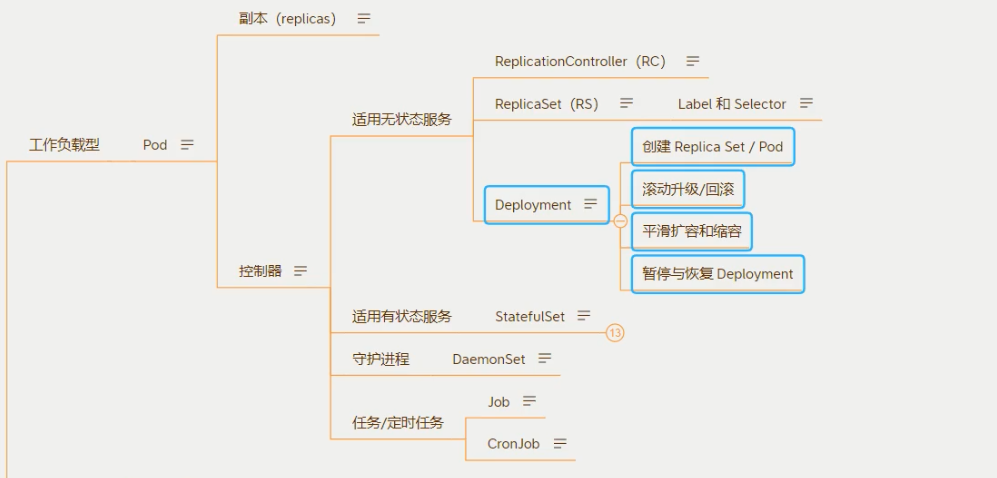 副本（replicas）
ReplicationController（RC）
适用无状态服务
ReplicaSet（RS）
Label 和 Selector
工作负载型
Pod
创建 Replica Set / Pod
滚动升级/回滚
Deployment
平滑扩容和缩容
暂停与恢复 Deployment
控制器
适用有状态服务
StatefulSet
13
守护进程
DaemonSet
任务/定时任务
Job
CronJob